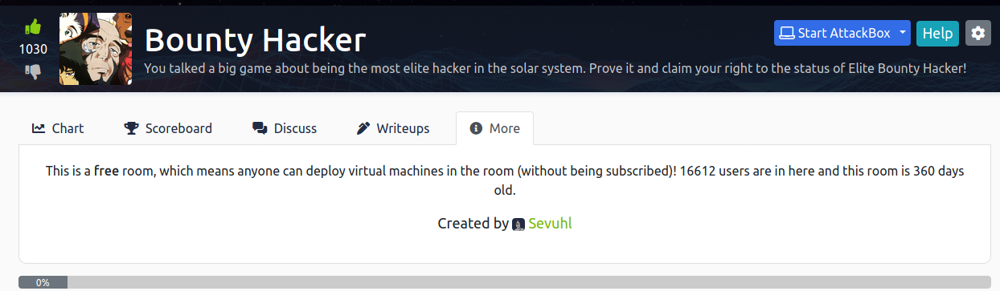 1030
Bounty Hacker
You talked a big game about being the most elite hacker in the solar system. Prove it and claim your right to the status of Elite Bounty Hacker!
Start AttackBox
Help
Chart
Scoreboard
Discuss
Writeups
More
This is a free room, which means anyone can deploy virtual machines in the room (without being subscribed)! 16612 users are in here and this room is 360 days
old.
Created by Sevuhl
0%